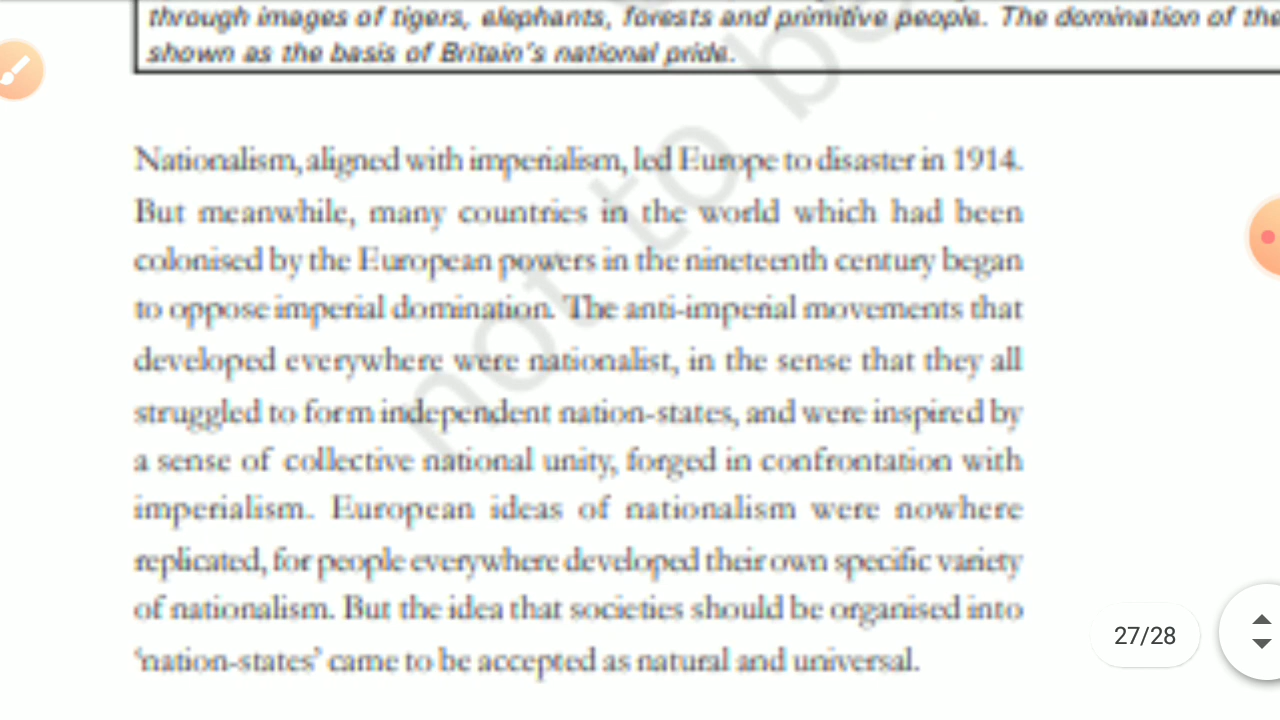 through images of tigers, elephants, forests and primitive people. The domination of the
shown as the basis of Britain's national pride.
Nationalism, aligned with imperialism, led Europe to disaster in 1914.
But meanwhile, many countries in the world which had been
colonised by the European powers in the nineteenth century began
to oppose imperial domination. The anti-imperial movements that
developed everywhere were nationalist, in the sense that they all
struggled to form independent nation-states, and were inspired by
a sense of collective national unity, forged in confrontation with
imperialism. European ideas of nationalism were nowhere
replicated, for people everywhere developed their own specific variety
of nationalism. But the idea that societies should be organised into
‘nation-states’ came to be accepted as natural and universal.
not to be
27/28